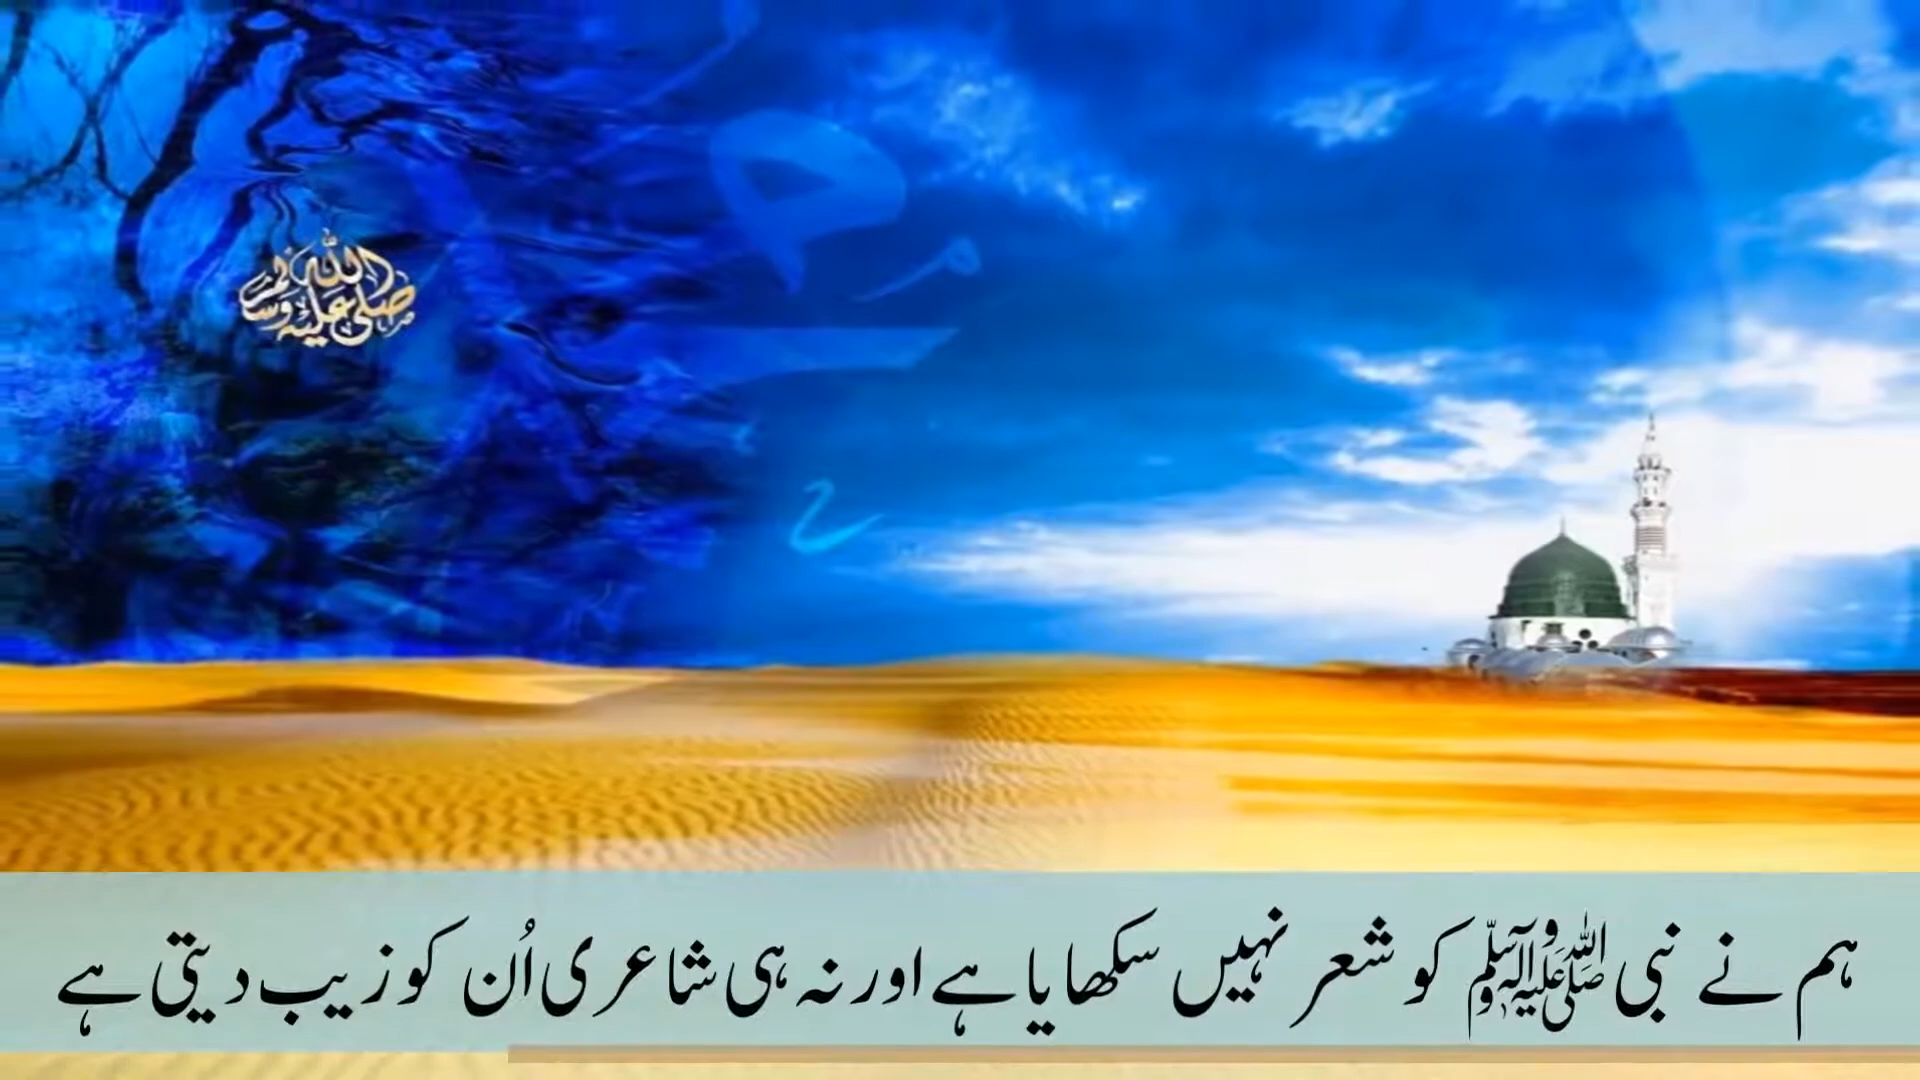 صلى الله عليه وسلم
ہم نے نبی صلی اللہ علیہ وآلہ وسلم کو شعر نہیں سکھایا ہے اور نہ ہی شاعری اُن کو زیب دیتی ہے